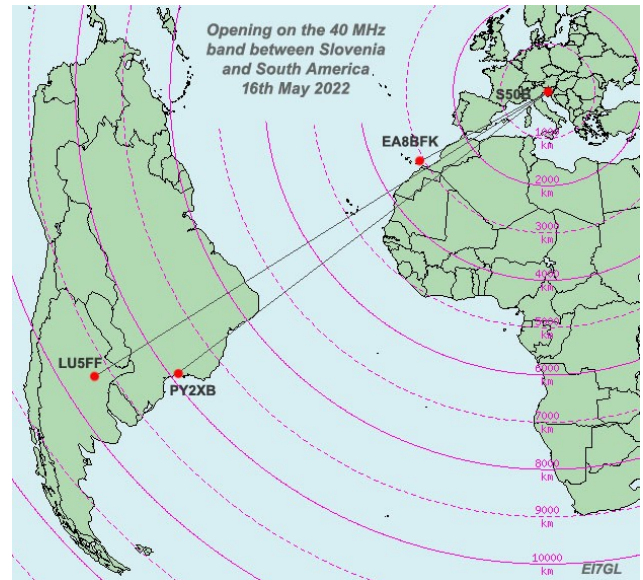 Opening on the 40 MHz
band between Slovenia
and South America
16th May 2022
S50B
1000
km
EA8BFK
2000
km
3000
km
4000
km
5000
km
LU5FF
PY2XB
6000
km
7000
km
8000
km
9000
km
10000
km
EI7GL